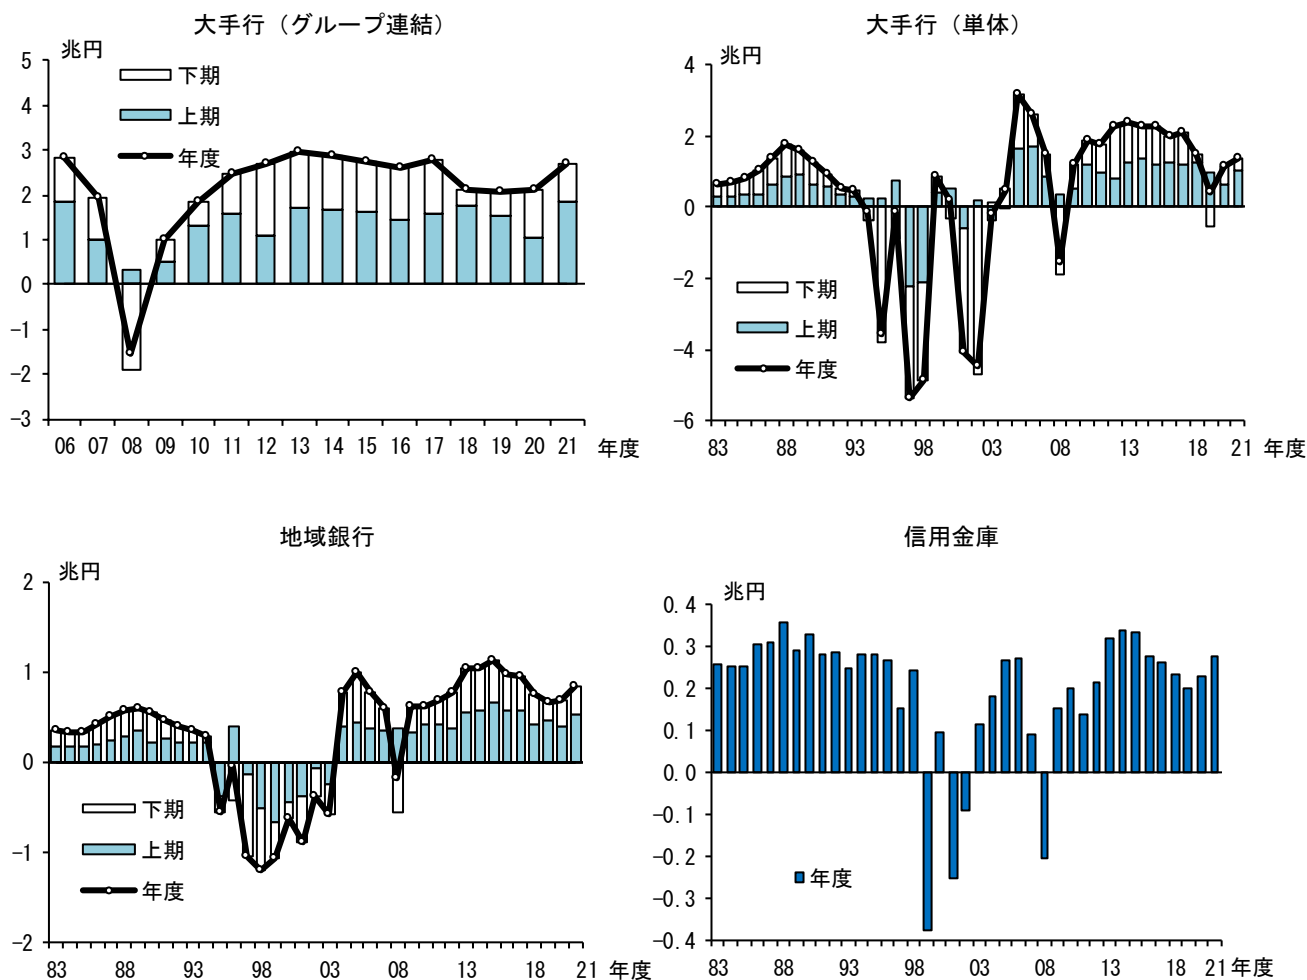 大手行（グループ連結）
兆円
5
4
3
2
1
0
−1
−2
−3
下期
上期
年度
06 07 08 09 10 11 12 13 14 15 16 17 18 19 20 21 年度
大手行（単体）
兆円
4
2
0
−2
−4
−6
下期
上期
年度
83 88 93 98 03 08 13 18 21 年度
地域銀行
兆円
2
1
0
−1
−2
下期
上期
年度
83 88 93 98 03 08 13 18 21 年度
信用金庫
兆円
0.4
0.3
0.2
0.1
0.0
−0.1
−0.2
−0.3
−0.4
年度
83 88 93 98 03 08 13 18 21 年度